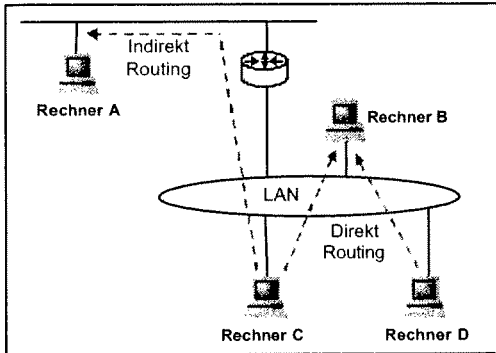 Indirekt
Routing
Rechner A
Rechner B
LAN
Direkt
Routing
Rechner C
Rechner D